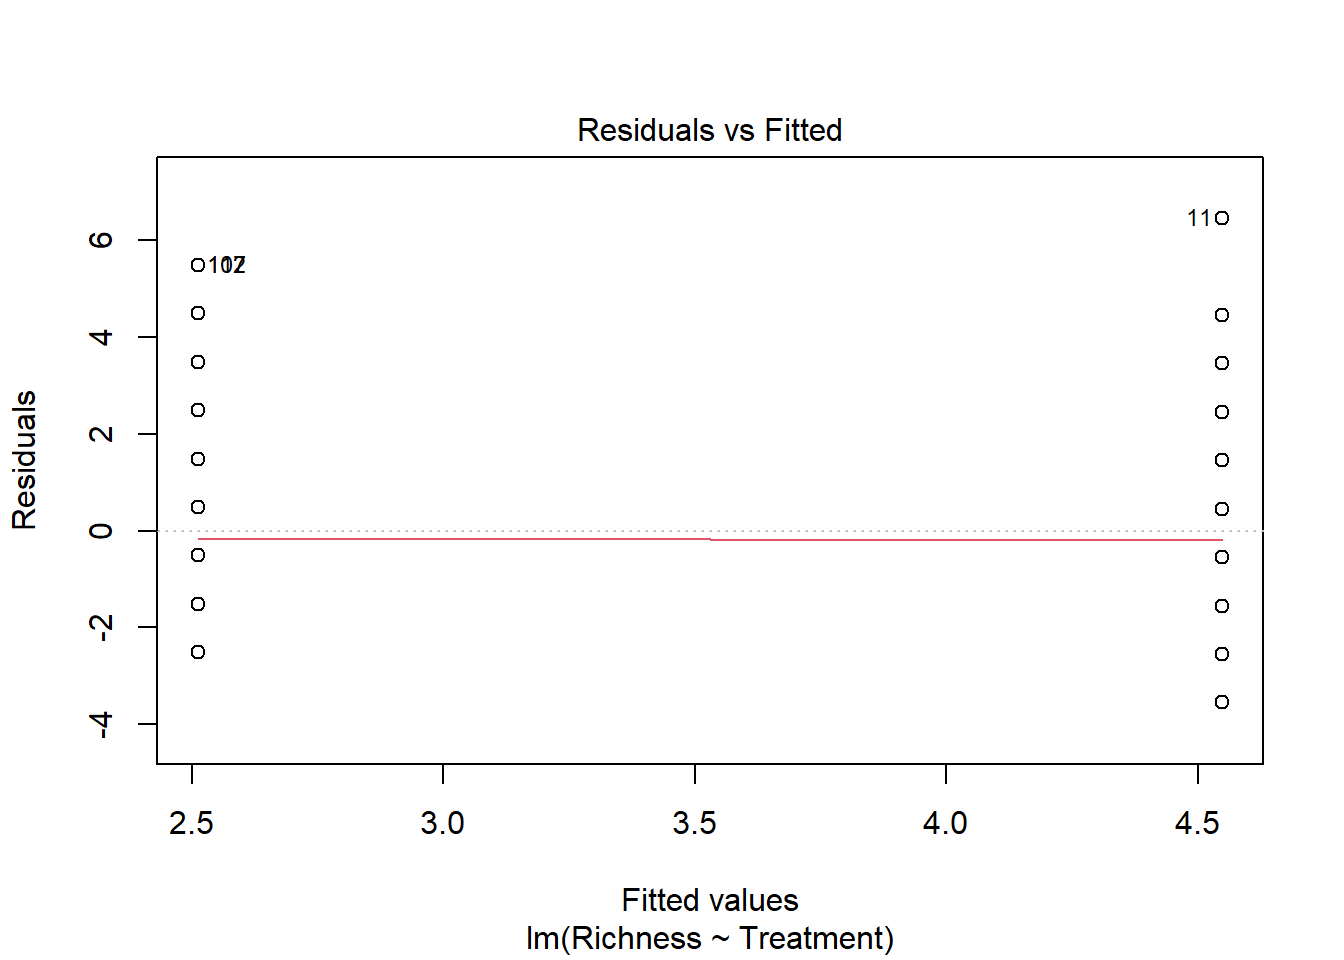 Residuals vs Fitted
Residuals
6
4
2
0
-2
-4
11
2.5 3.0 3.5 4.0 4.5
Fitted values
lm(Richness ~ Treatment)